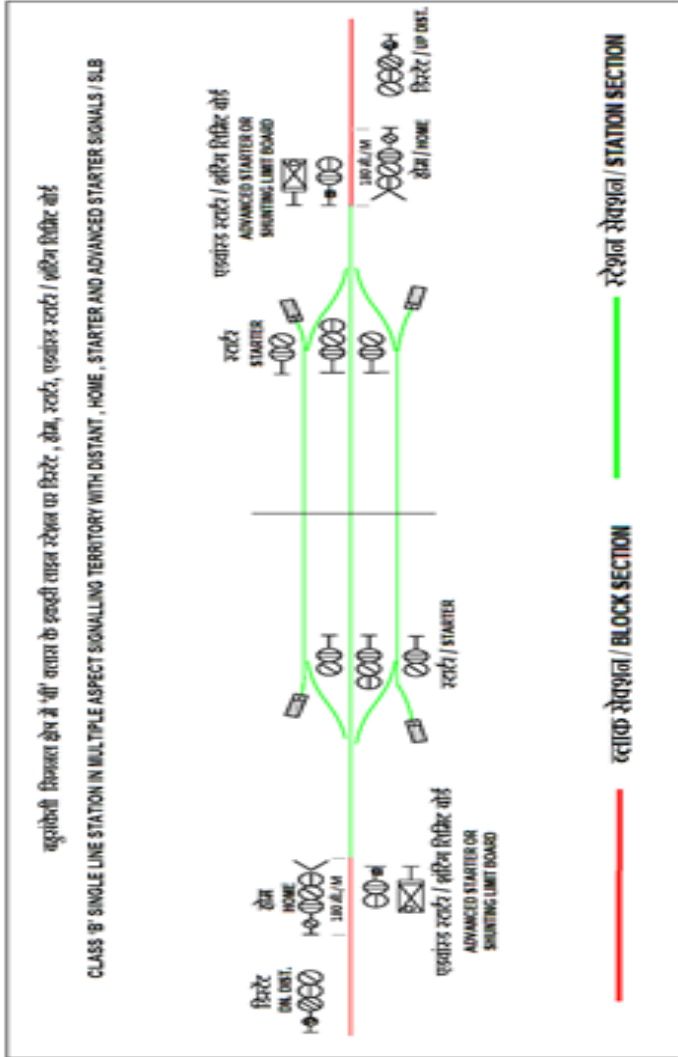 बहुसंकेती सिगनल क्षेत्र में 'बी' क्लास के इकहरी लाइन स्टेशन पर डिस्टेंट, होम, स्टार्टर, एडवांस्ड स्टार्टर / शंटिंग लिमिट बोर्ड
CLASS 'B' SINGLE LINE STATION IN MULTIPLE ASPECT SIGNALLING TERRITORY WITH DISTANT , HOME , STARTER AND ADVANCED STARTER SIGNALS / SLB
डिस्टेंट
DN. DIST.
होम
HOME
180 मी./M
एडवांस्ड स्टार्टर / शंटिंग लिमिट बोर्ड
ADVANCED STARTER OR
SHUNTING LIMIT BOARD
स्टार्टर / STARTER
स्टार्टर
STARTER
एडवांस्ड स्टार्टर / शंटिंग लिमिट बोर्ड
ADVANCED STARTER OR
SHUNTING LIMIT BOARD
180 मी./M
होम / HOME
डिस्टेंट / UP DIST.
ब्लाक सेक्शन / BLOCK SECTION
स्टेशन सेक्शन / STATION SECTION